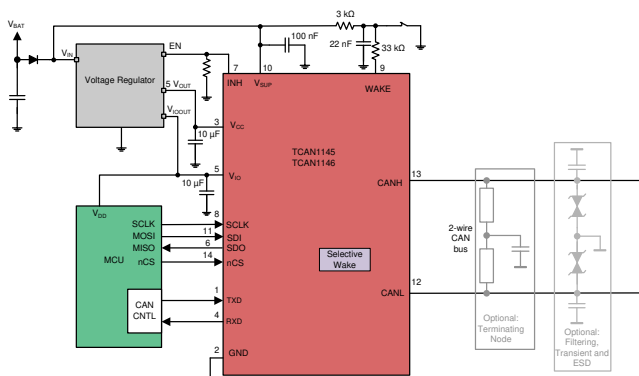 3 kΩ
VBAT
100 nF
22 nF
33 kΩ
VIN
EN
7
10
9
Voltage Regulator
INH
VSUP
WAKE
5 VOUT
VIOOUT
3
VCC
10 µF
TCAN1145
TCAN1146
10 µF
5
VIO
13
CANH
VDD
SCLK
8
SCLK
MOSI
11
SDI
MISO
6
SDO
MCU
nCS
14
nCS
Selective
Wake
2-wire
CAN
bus
12
CANL
CAN
CNTL
1
TXD
4
RXD
2
GND
Optional:
Terminating
Node
Optional:
Filtering,
Transient and
ESD